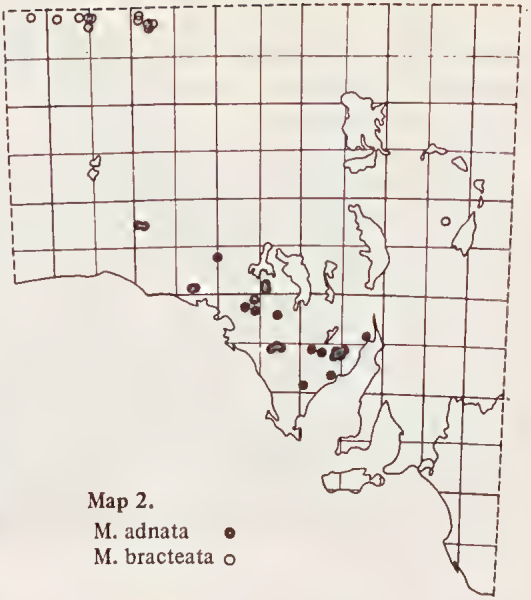 Map 2.
M. adnata ●
M. bracteata ○